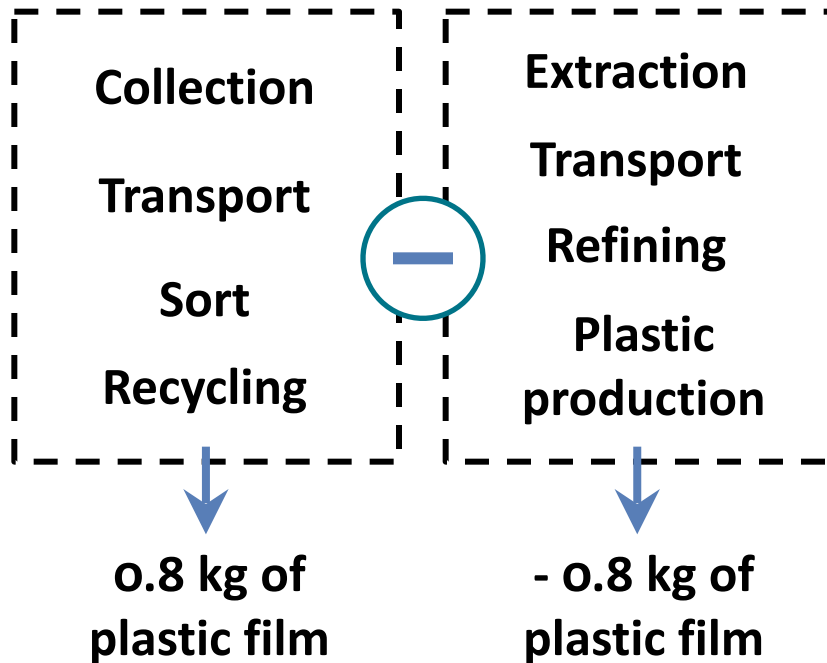 Collection
Transport
Sort
Recycling
0.8 kg of
plastic film
Extraction
Transport
Refining
Plastic
production
- 0.8 kg of
plastic film